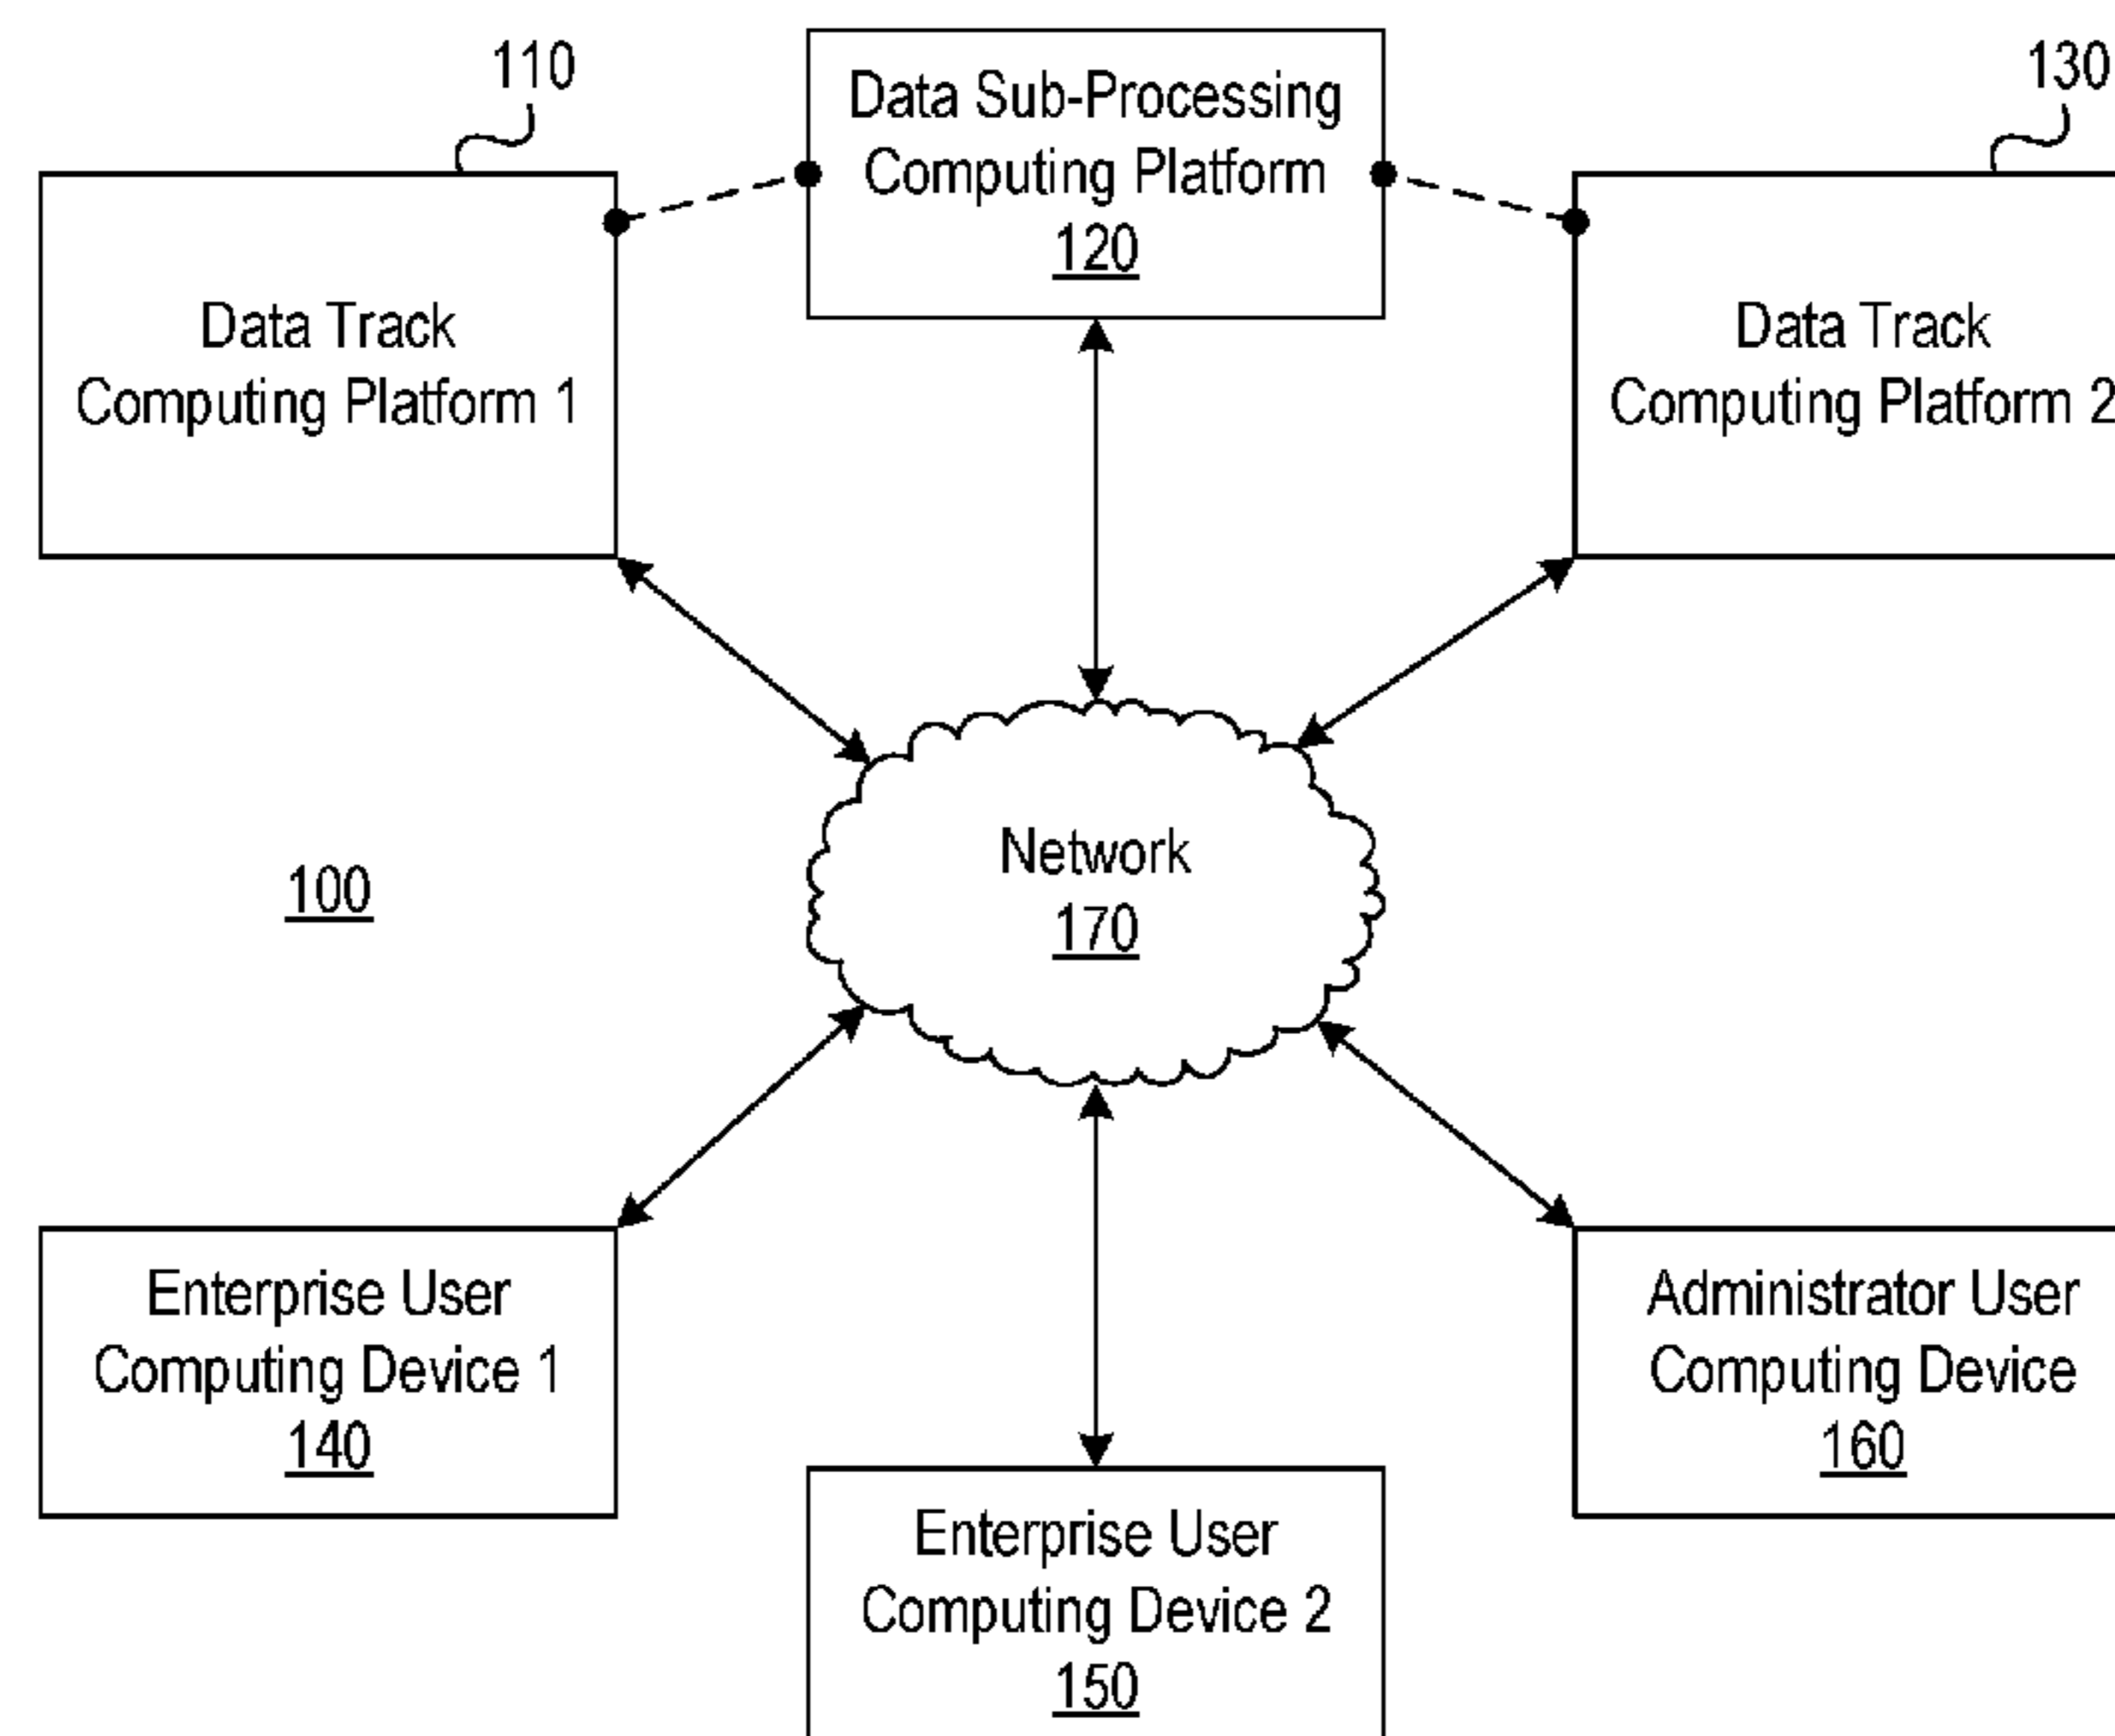 110
Data Sub-Processing
Computing Platform
120
130
Data Track
Computing Platform 1
Data Track
Computing Platform 2
100
Network
170
Enterprise User
Computing Device 1
140
Enterprise User
Computing Device 2
150
Administrator User
Computing Device
160